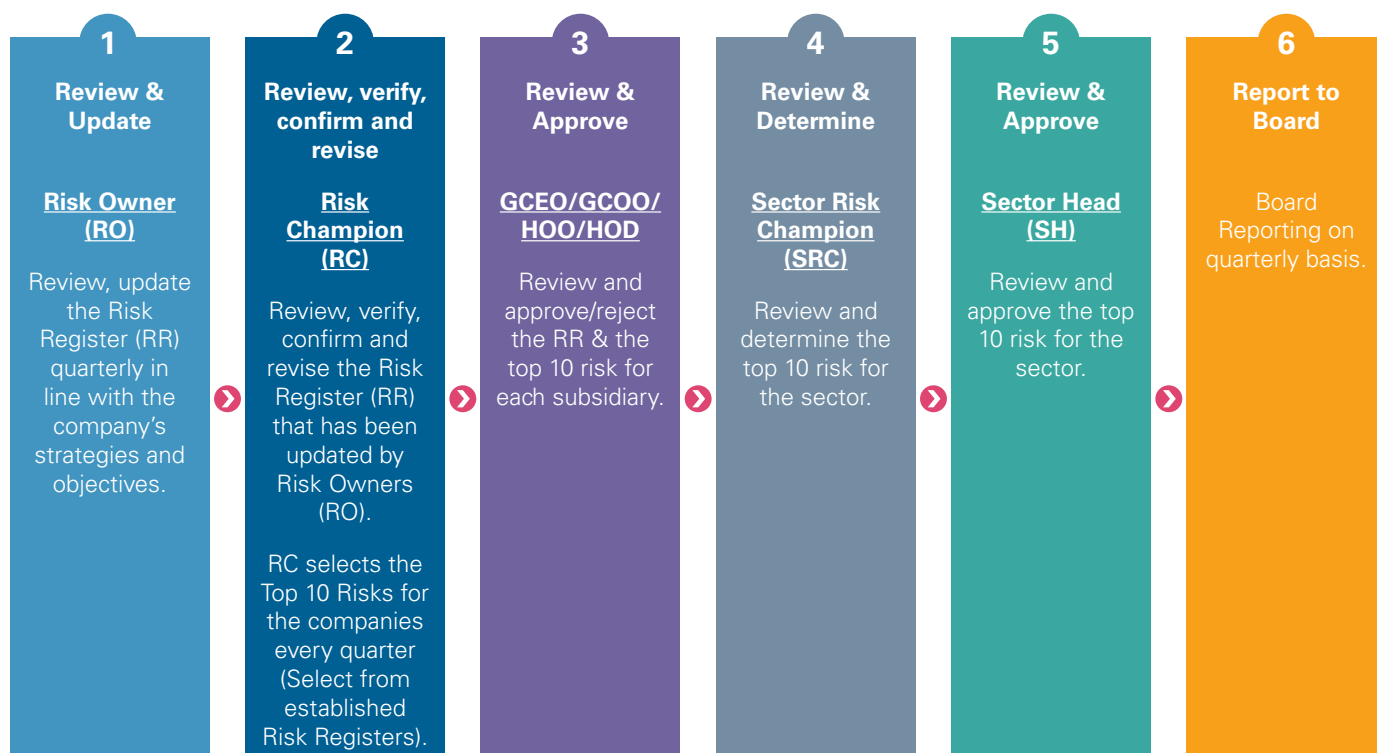 1
Review &
Update
Risk Owner
(RO)
Review, update
the Risk
Register (RR)
quarterly in
line with the
company's
strategies and
objectives.
2
Review, verify,
confirm and
revise
Risk
Champion
(RC)
Review, verify,
confirm and
revise the Risk
Register (RR)
that has been
updated by
Risk Owners
(RO).
RC selects the
Top 10 Risks for
the companies
every quarter
(Select from
established
Risk Registers).
3
Review &
Approve
GCEO/GCOO/
HOO/HOD
Review and
approve/reject
the RR & the
top 10 risk for
each subsidiary.
4
Review &
Determine
Sector Risk
Champion
(SRC)
Review and
determine the
top 10 risk for
the sector.
5
Review &
Approve
Sector Head
(SH)
Review and
approve the top
10 risk for the
sector.
6
Report to
Board
Board
Reporting on
quarterly basis.